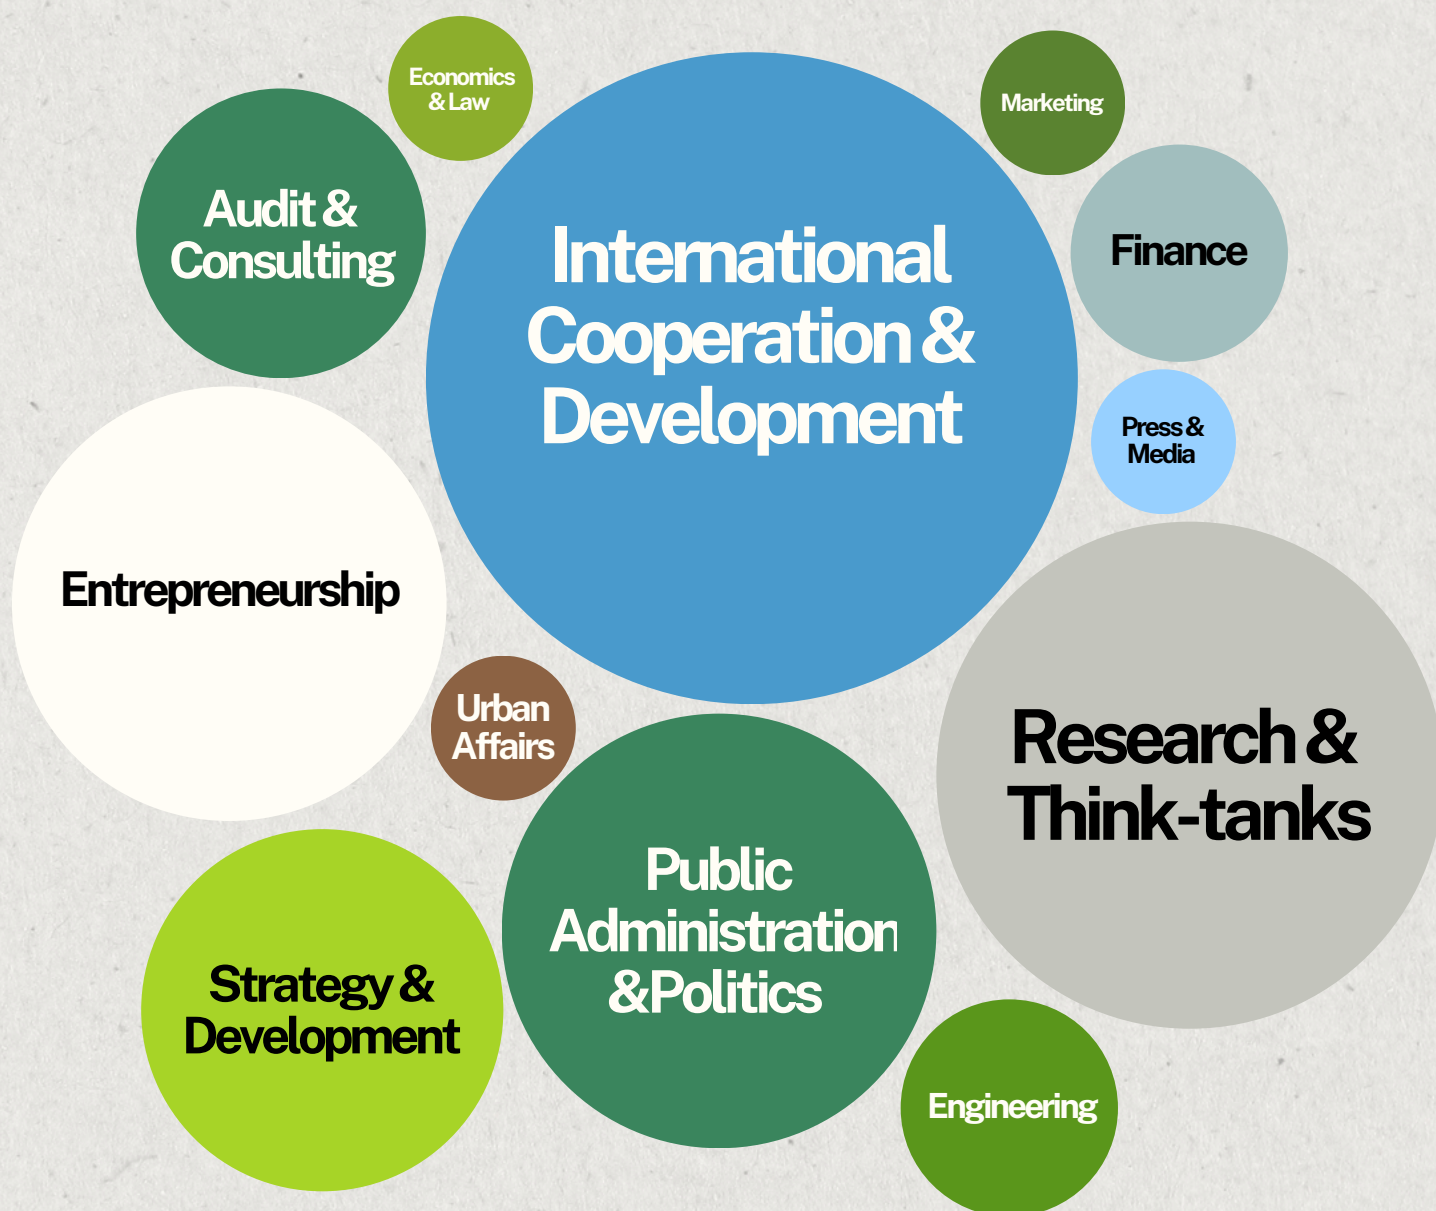 Economics
& Law
Marketing
Audit &
Consulting
International
Cooperation &
Development
Finance
Press &
Media
Entrepreneurship
Urban
Affairs
Research &
Think-tanks
Public
Administration
&Politics
Strategy &
Development
Engineering